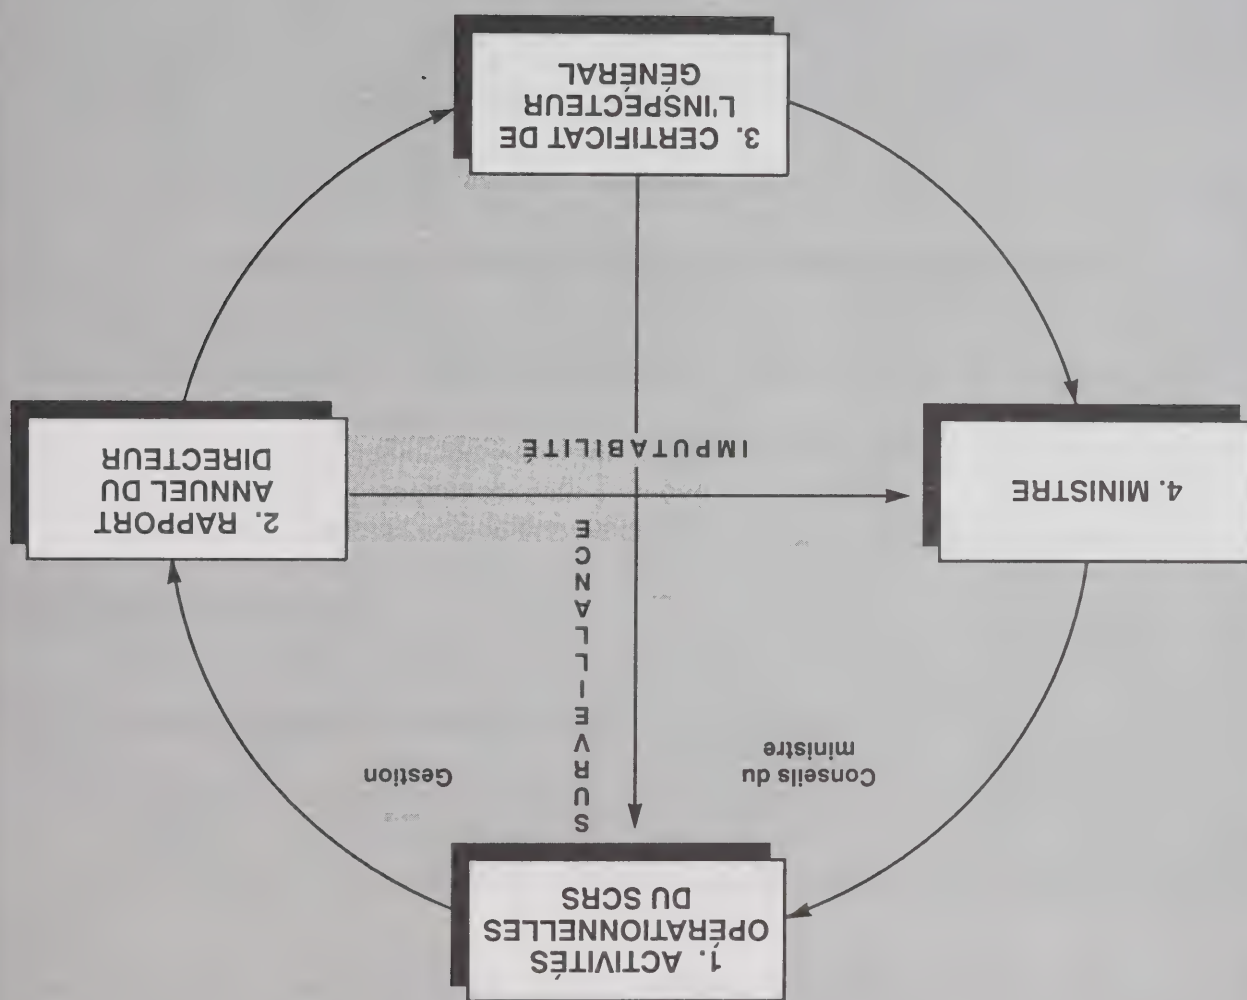 1. ACTIVITÉS
OPÉRATIONNELLES
DU SCRS
Conseils du
ministre
Gestion
SURVEILLANCE
4. MINISTRE
IMPUTABILITÉ
2. RAPPORT
ANNUEL DU
DIRECTEUR
3. CERTIFICAT DE
L'INSPECTEUR
GÉNÉRAL